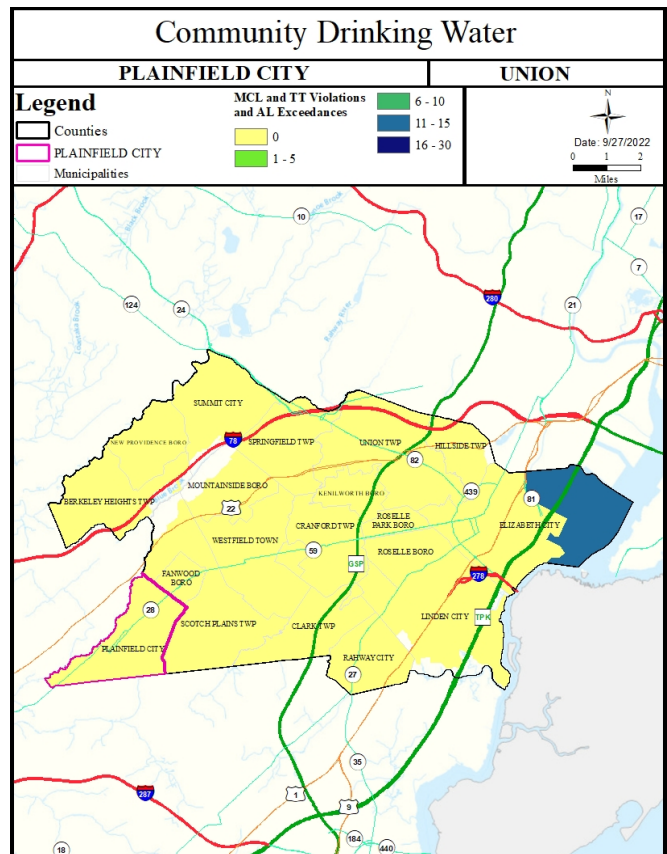 Community Drinking Water
PLAINFIELD CITY
UNION
Legend
Counties
PLAINFIELD CITY
Municipalities
MCL and TT Violations
and AL Exceedances
0
1 - 5
6 - 10
11 - 15
16 - 30
N
Date: 9/27/2022
0 1 2
Miles
Black Brook
10
17
7
280
21
124
24
Rahway River
SUMMIT CITY
NEW PROVIDENCE BORO
78
SPRINGFIELD TWP
UNION TWP
HILLSIDE TWP
82
MOUNTAINSIDE BORO
KENILWORTH BORO
439
81
BERKELEY HEIGHTS TWP
22
ROSELLE
PARK BORO
CRANFORD TWP
ELIZABETH CITY
WESTFIELD TOWN
59
ROSELLE BORO
GSP
278
FANWOOD
BORO
28
SCOTCH PLAINS TWP
CLARK TWP
LINDEN CITY
TPK
PLAINFIELD CITY
RAHWAY CITY
27
35
287
1
9
18
184
440